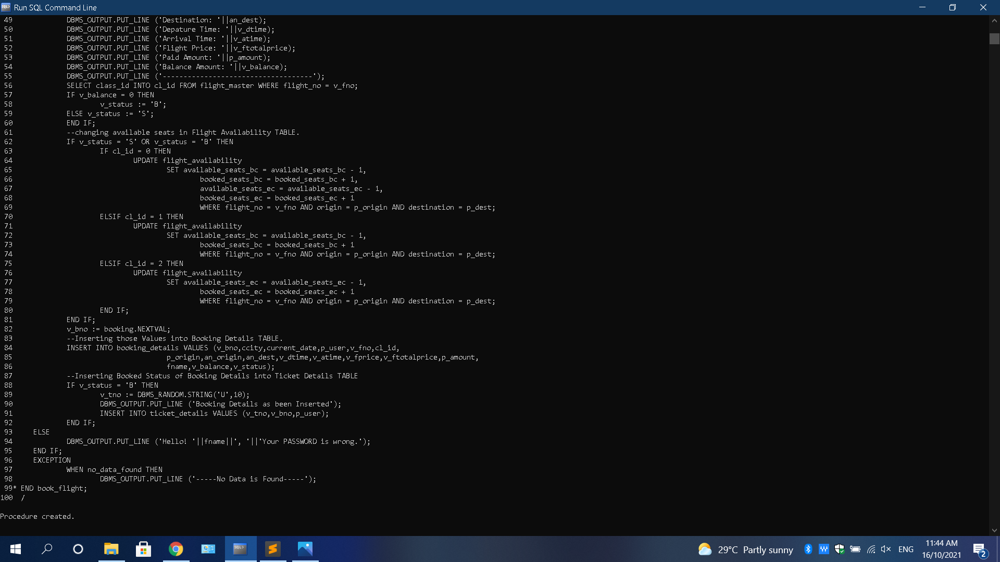 Run SQL Command Line
49 DBMS_OUTPUT.PUT_LINE ('Destination: '||an_dest);
50 DBMS_OUTPUT.PUT_LINE ('Depature Time: '||v_dtime);
51 DBMS_OUTPUT.PUT_LINE ('Arrival Time: '||v_atime);
52 DBMS_OUTPUT.PUT_LINE ('Flight Price: '||v_ftotalprice);
53 DBMS_OUTPUT.PUT_LINE ('Paid Amount: '||p_amount);
54 DBMS_OUTPUT.PUT_LINE ('Balance Amount: '||v_balance);
55 DBMS_OUTPUT.PUT_LINE ('------------------------------------');
56 SELECT class_id INTO cl_id FROM flight_master WHERE flight_no = v_fno;
57 IF v_balance = 0 THEN
58 v_status := 'B';
59 ELSE v_status := 'S';
60 END IF;
61 --changing available seats in Flight Availability TABLE.
62 IF v_status = 'S' OR v_status = 'B' THEN
63 IF cl_id = 0 THEN
64 UPDATE flight_availability
65 SET available_seats_bc = available_seats_bc - 1,
66 booked_seats_bc = booked_seats_bc + 1,
67 available_seats_ec = available_seats_ec - 1,
68 booked_seats_ec = booked_seats_ec + 1
69 WHERE flight_no = v_fno AND origin = p_origin AND destination = p_dest;
70 ELSIF cl_id = 1 THEN
71 UPDATE flight_availability
72 SET available_seats_bc = available_seats_bc - 1,
73 booked_seats_bc = booked_seats_bc + 1
74 WHERE flight_no = v_fno AND origin = p_origin AND destination = p_dest;
75 ELSIF cl_id = 2 THEN
76 UPDATE flight_availability
77 SET available_seats_ec = available_seats_ec - 1,
78 booked_seats_ec = booked_seats_ec + 1
79 WHERE flight_no = v_fno AND origin = p_origin AND destination = p_dest;
80 END IF;
81 END IF;
82 v_bno := booking.NEXTVAL;
83 --Inserting those Values into Booking Details TABLE.
84 INSERT INTO booking_details VALUES (v_bno,ccity,current_date,p_user,v_fno,cl_id,
85 p_origin,an_origin,an_dest,v_dtime,v_atime,v_fprice,v_ftotalprice,p_amount,
86 fname,v_balance,v_status);
87 --Inserting Booked Status of Booking Details into Ticket Details TABLE
88 IF v_status = 'B' THEN
89 v_tno := DBMS_RANDOM.STRING('U',10);
90 DBMS_OUTPUT.PUT_LINE ('Booking Details as been Inserted');
91 INSERT INTO ticket_details VALUES (v_tno,v_bno,p_user);
92 END IF;
93 ELSE
94 DBMS_OUTPUT.PUT_LINE ('Hello! '||fname||', '||'Your PASSWORD is wrong.');
95 END IF;
96 EXCEPTION
97 WHEN no_data_found THEN
98 DBMS_OUTPUT.PUT_LINE ('-----No Data is Found-----');
99* END book_flight;
100 /
Procedure created.
29°C Partly sunny
ENG
11:44 AM
16/10/2021
2